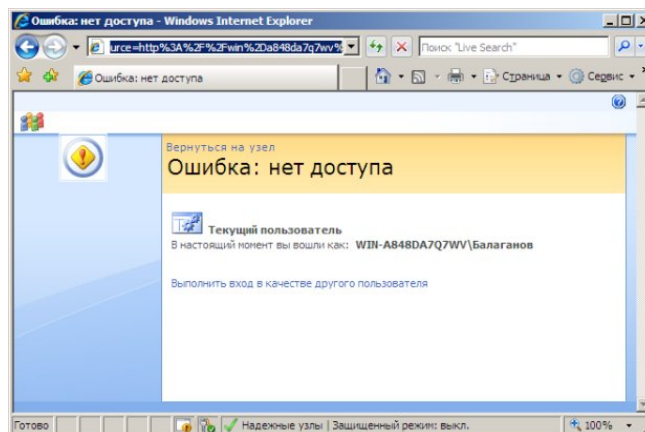 Ошибка: нет доступа - Windows Internet Explorer
urce=http%3A%2F%2Fwin%2Da848da7q7wv%
Поиск "Live Search"
Ошибка: нет доступа
Страница
Сервис
Вернуться на узел
Ошибка: нет доступа
Текущий пользователь
В настоящий момент вы вошли как: WIN-A848DA7Q7WV\Балаганов
Выполнить вход в качестве другого пользователя
Готово
Надежные узлы | Защищенный режим: выкл.
100%